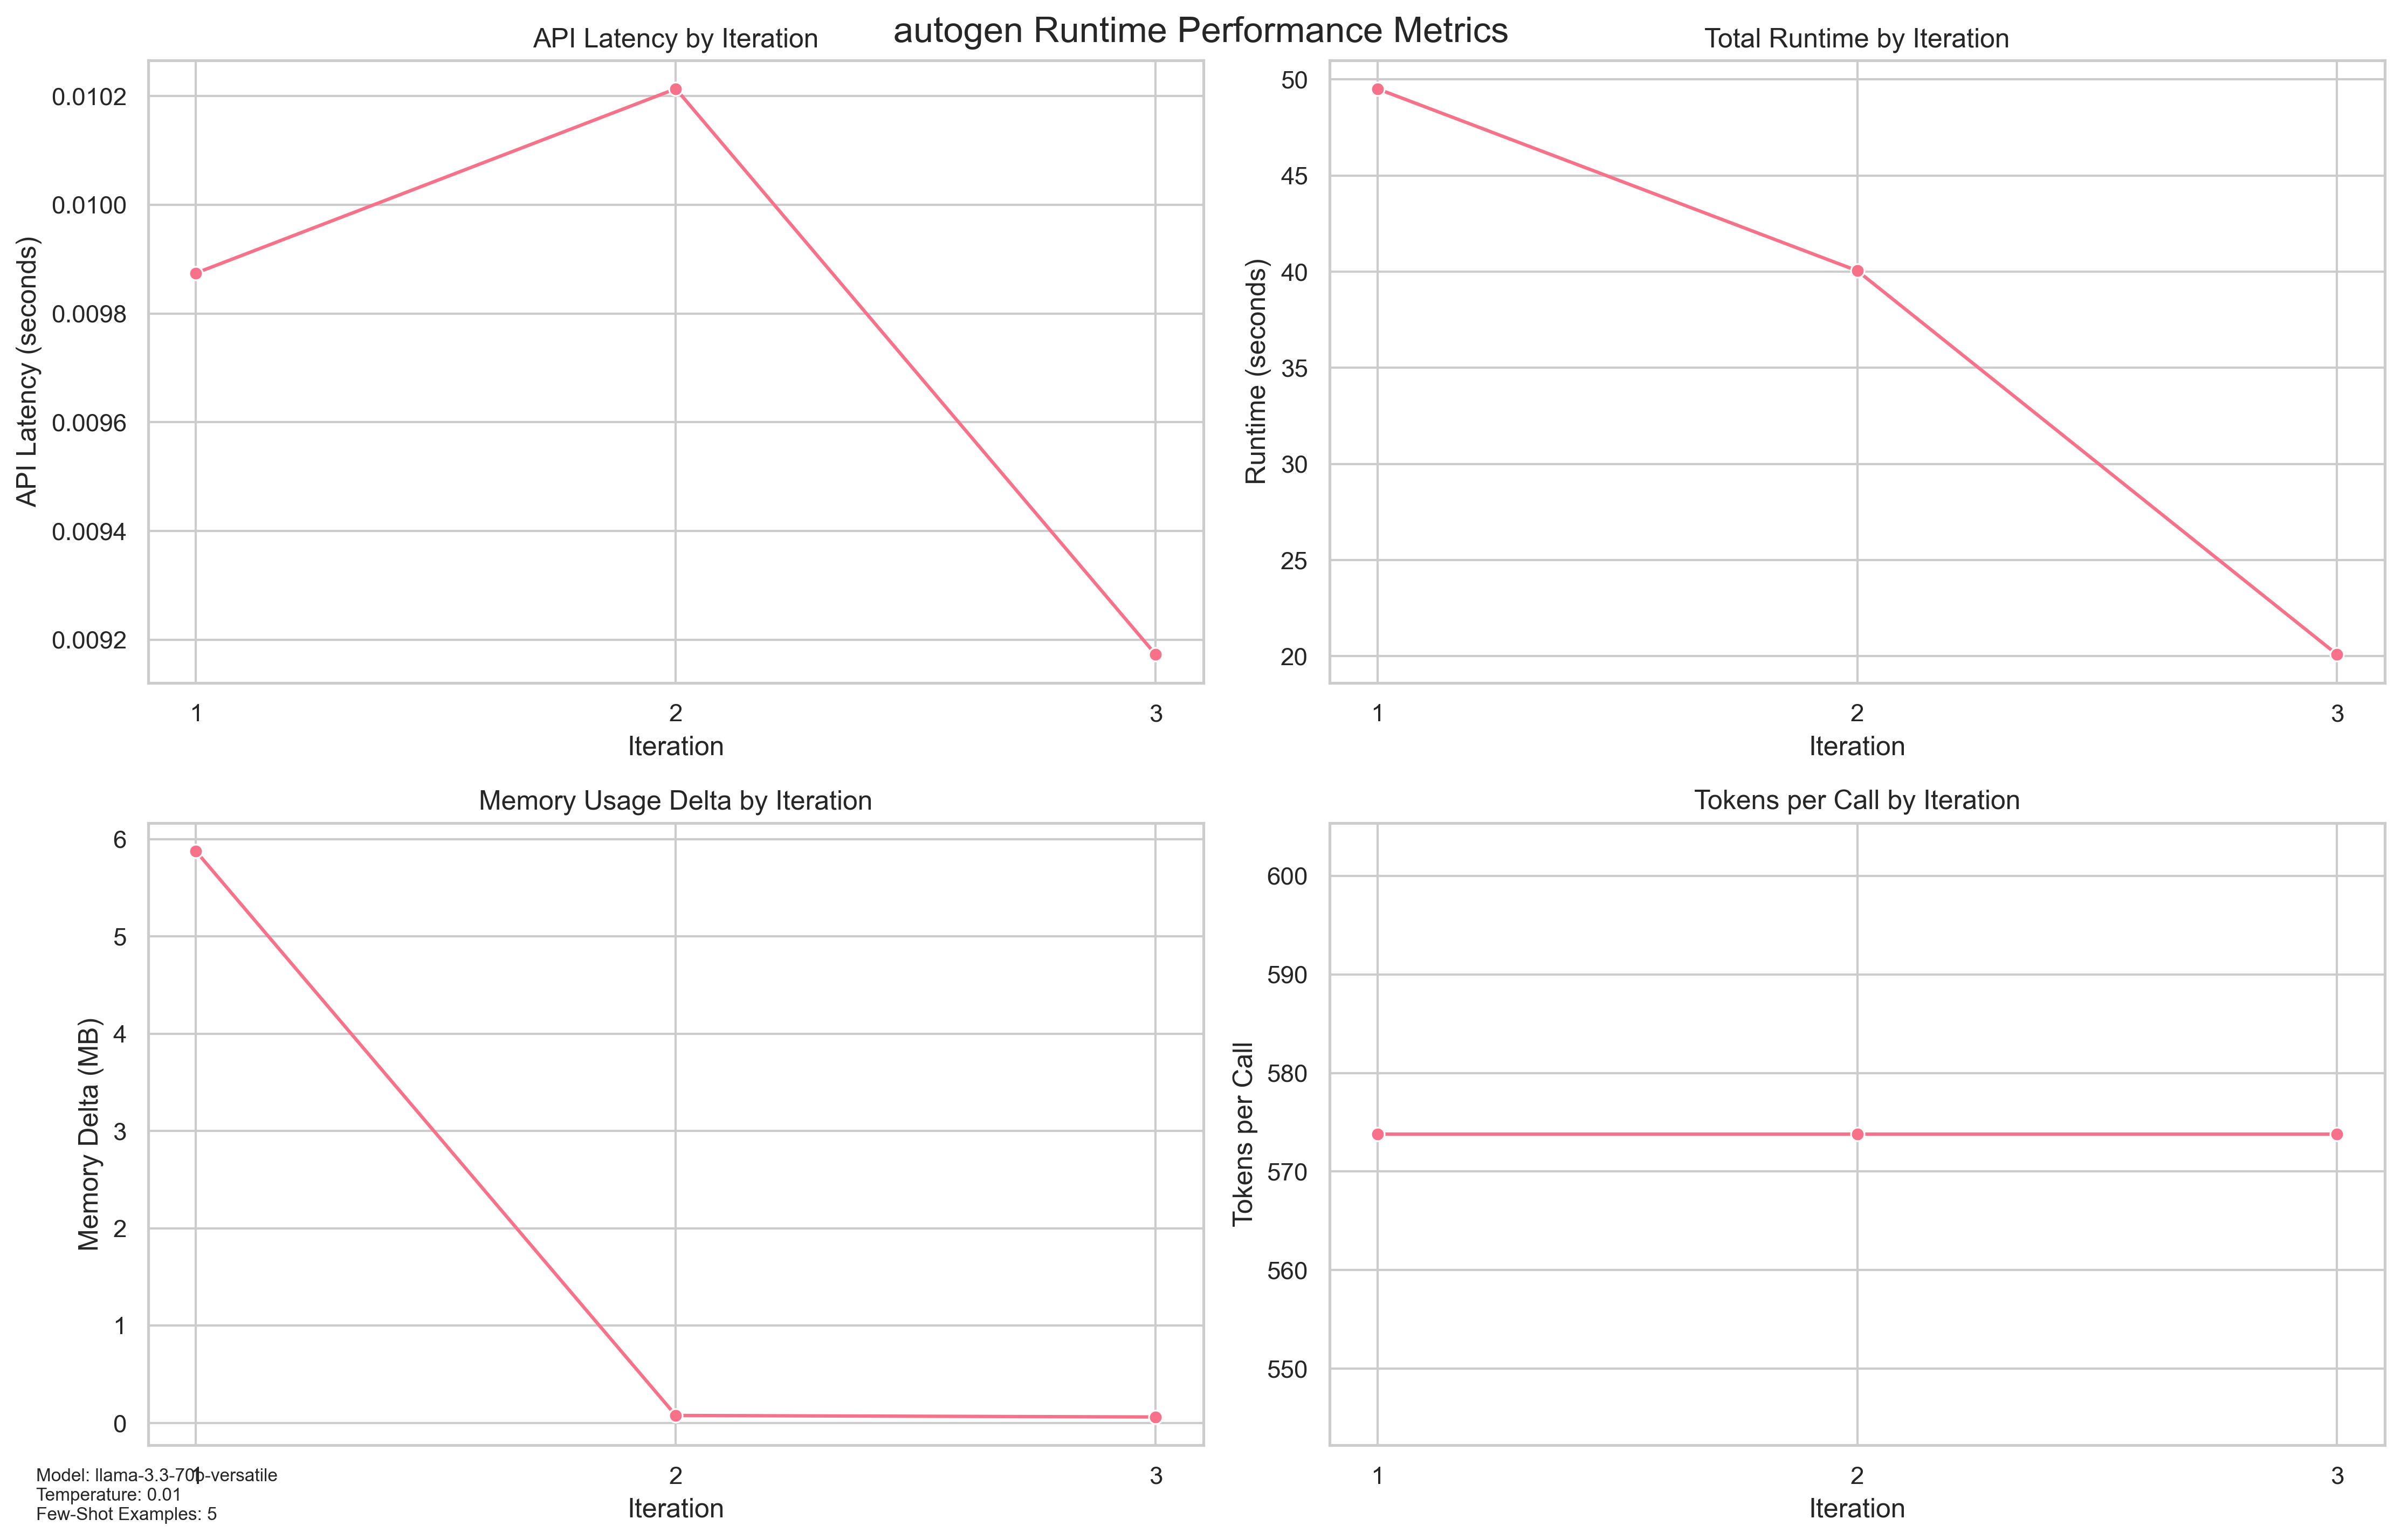 autogen Runtime Performance Metrics
API Latency by Iteration
API Latency (seconds)
0.0102
0.0100
0.0098
0.0096
0.0094
0.0092
1 2 3
Iteration
Total Runtime by Iteration
Runtime (seconds)
50
45
40
35
30
25
20
1 2 3
Iteration
Memory Usage Delta by Iteration
Memory Delta (MB)
6
5
4
3
2
1
0
1 2 3
Iteration
Tokens per Call by Iteration
Tokens per Call
600
590
580
570
560
550
1 2 3
Iteration
Model: llama-3.3-70b-versatile
Temperature: 0.01
Few-Shot Examples: 5